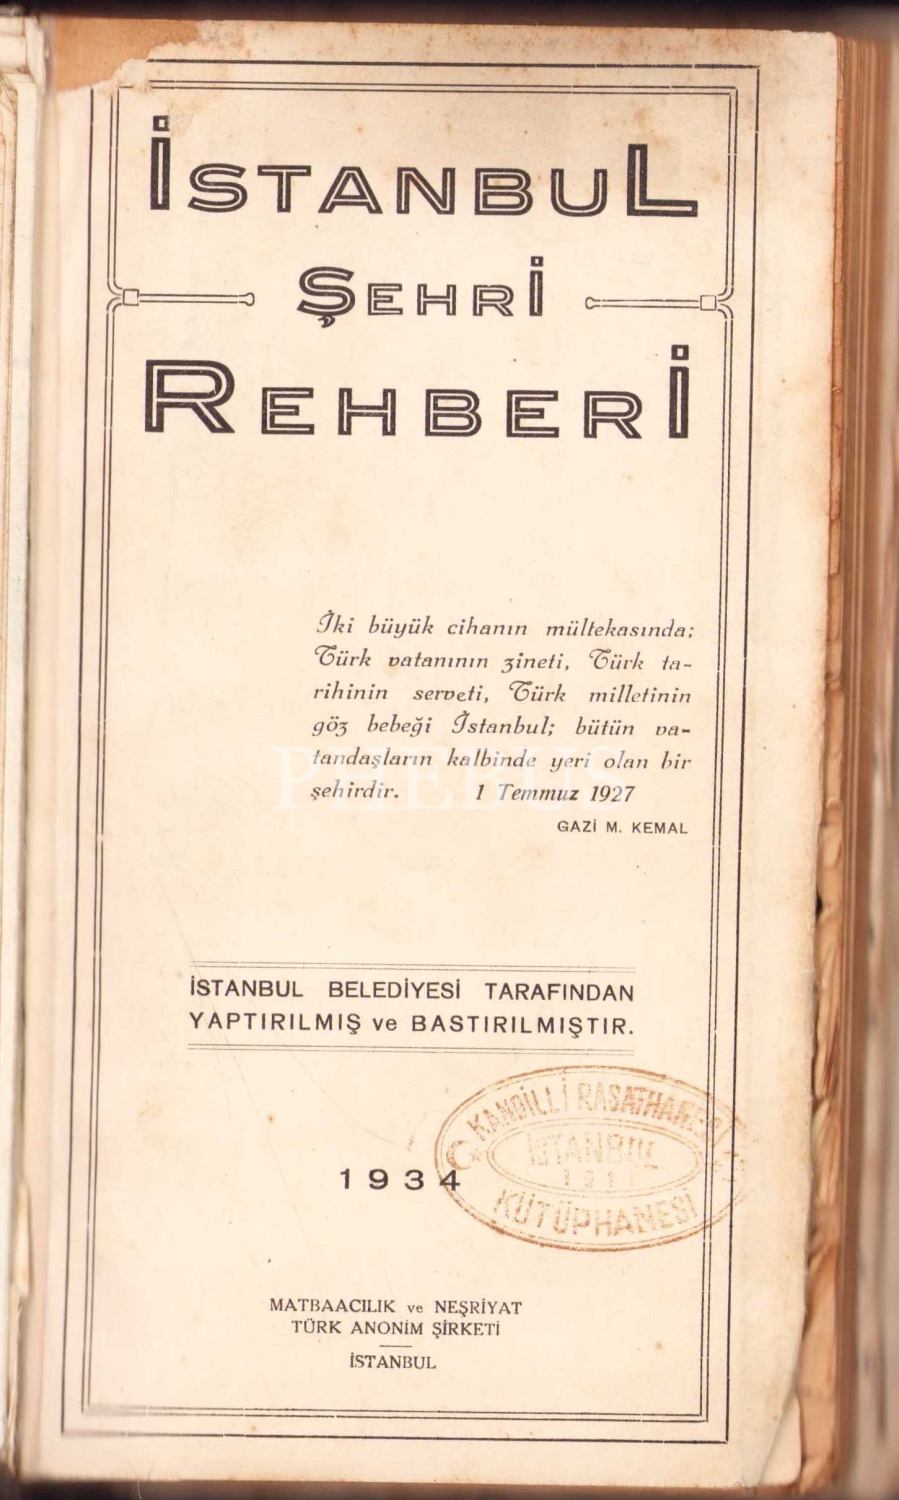 İSTANBUL
ŞEHRİ
REHBERİ
İki büyük cihanın mültekasında;
Türk vatanının zineti, Türk ta-
rihinin serveti, Türk milletinin
göz bebeği İstanbul; bütün va-
tandaşların kalbinde yeri olan bir
şehirdir. 1 Temmuz 1927
GAZİ M. KEMAL
PHEBUS
İSTANBUL BELEDİYESİ TARAFINDAN
YAPTIRILMIŞ ve BASTIRILMIŞTIR.
KANDİLLİ RASATHANESİ
İSTANBUL
KÜTÜPHANESİ
1934
MATBAACILIK ve NEŞRİYAT
TÜRK ANONİM ŞİRKETİ
İSTANBUL